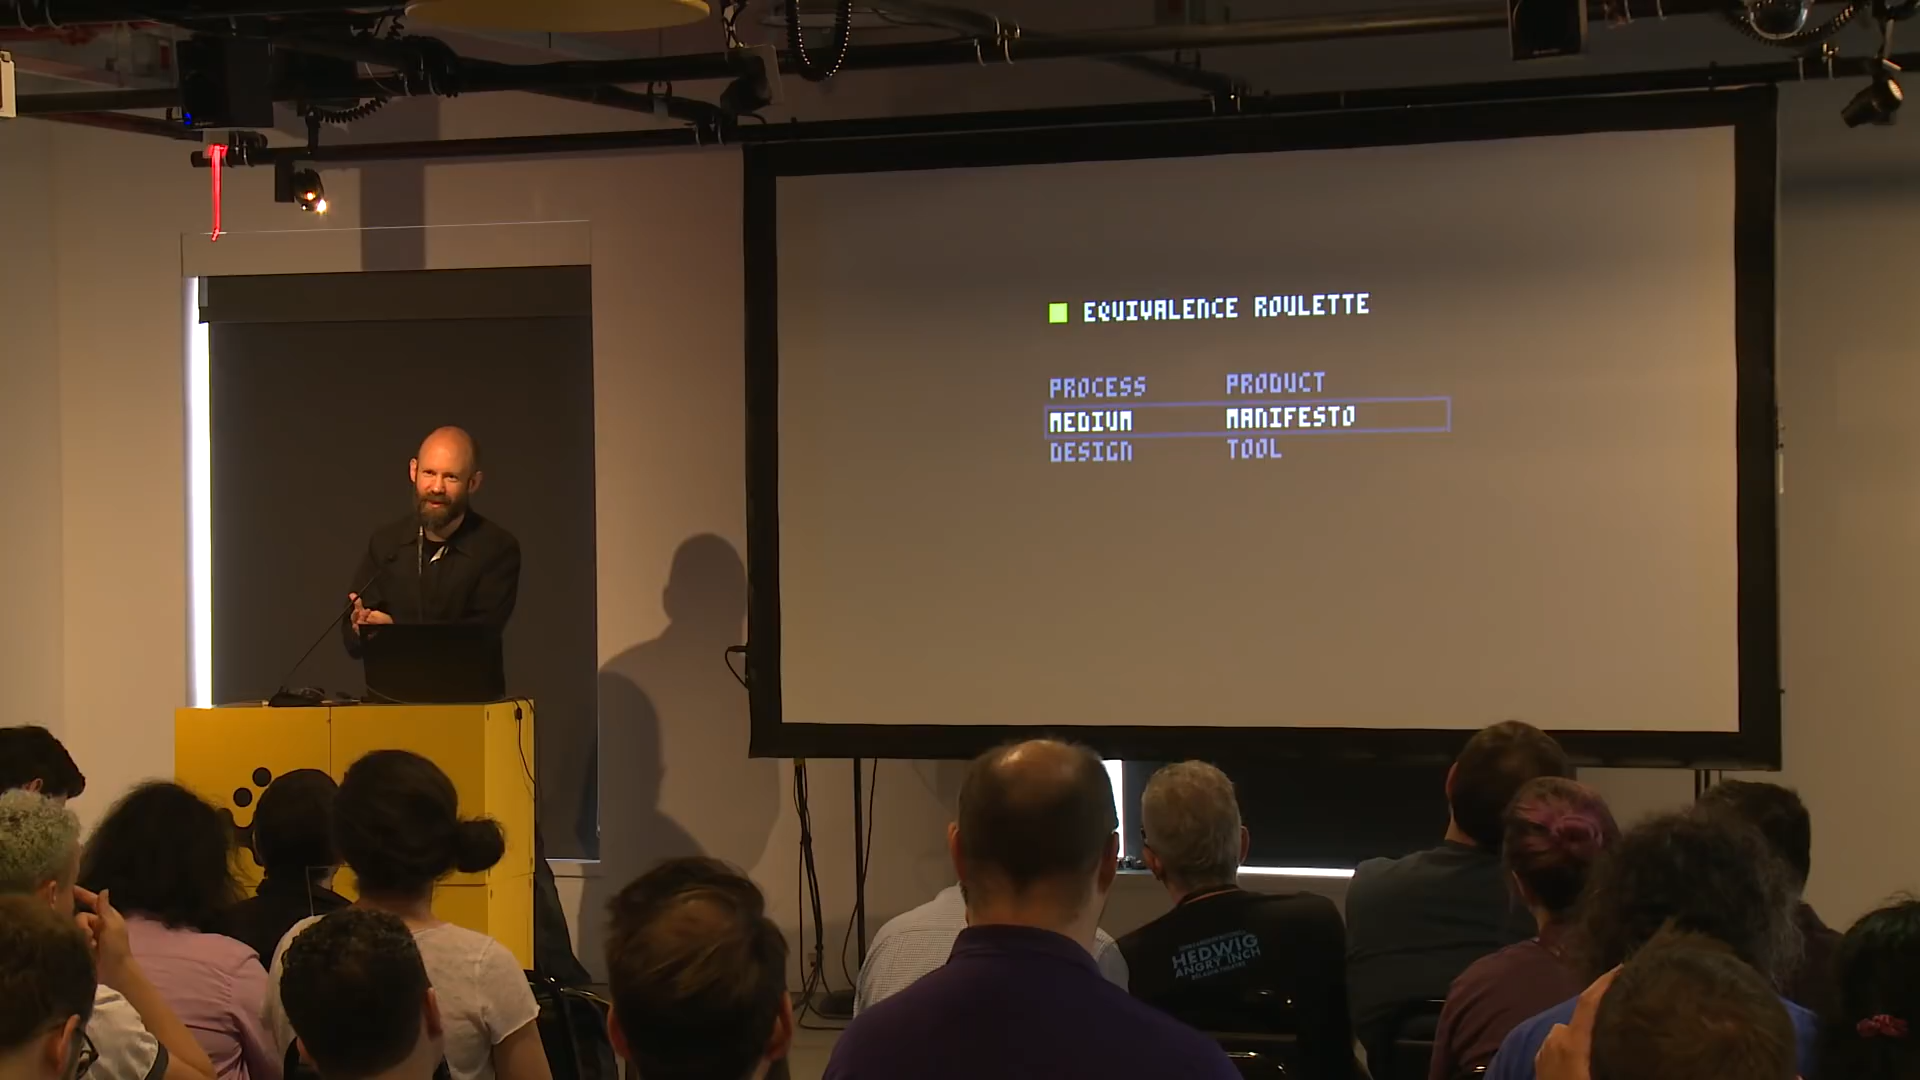 EQUIVALENCE ROULETTE
PROCESS PRODUCT
MEDIUM MANIFESTO
DESIGN TOOL
HEDWIG
ANGRY INCH